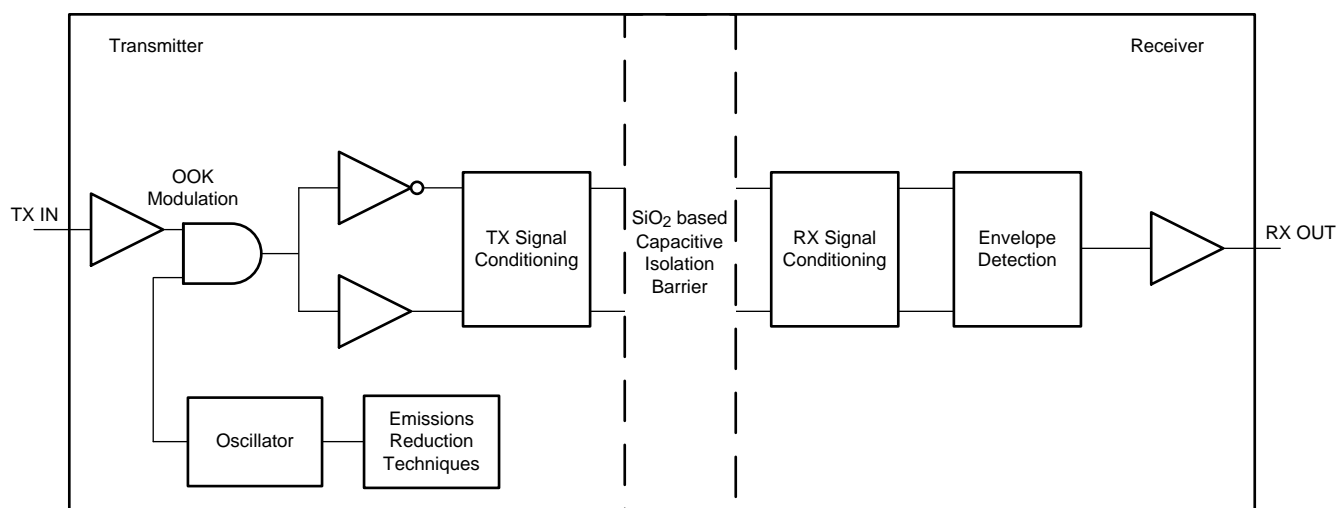 Transmitter
Receiver
OOK
Modulation
TX IN
TX Signal
Conditioning
SiO2 based
Capacitive
Isolation
Barrier
RX Signal
Conditioning
Envelope
Detection
RX OUT
Oscillator
Emissions
Reduction
Techniques